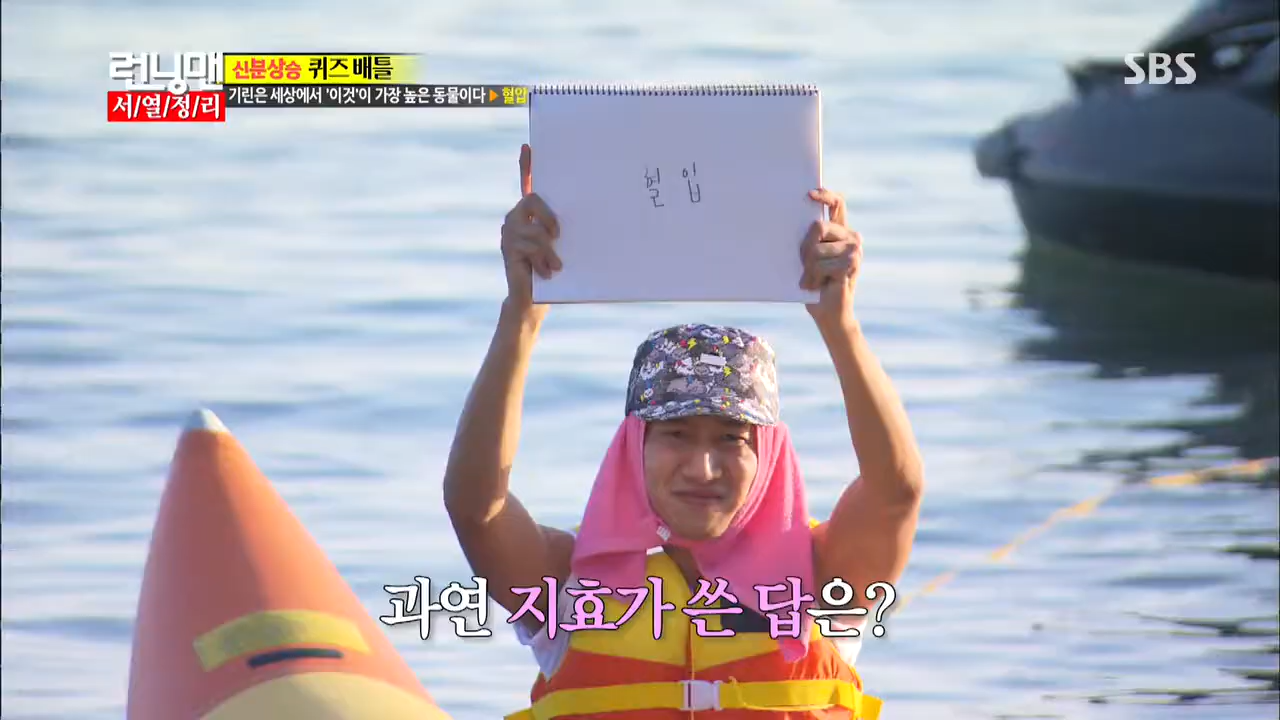 런닝맨 신분상승 퀴즈배틀
서/열/정/리 기린은 세상에서 '이것'이 가장 높은 동물이다 ▶ 혈압
SBS
혈 압
과연 지효가 쓴 답은?